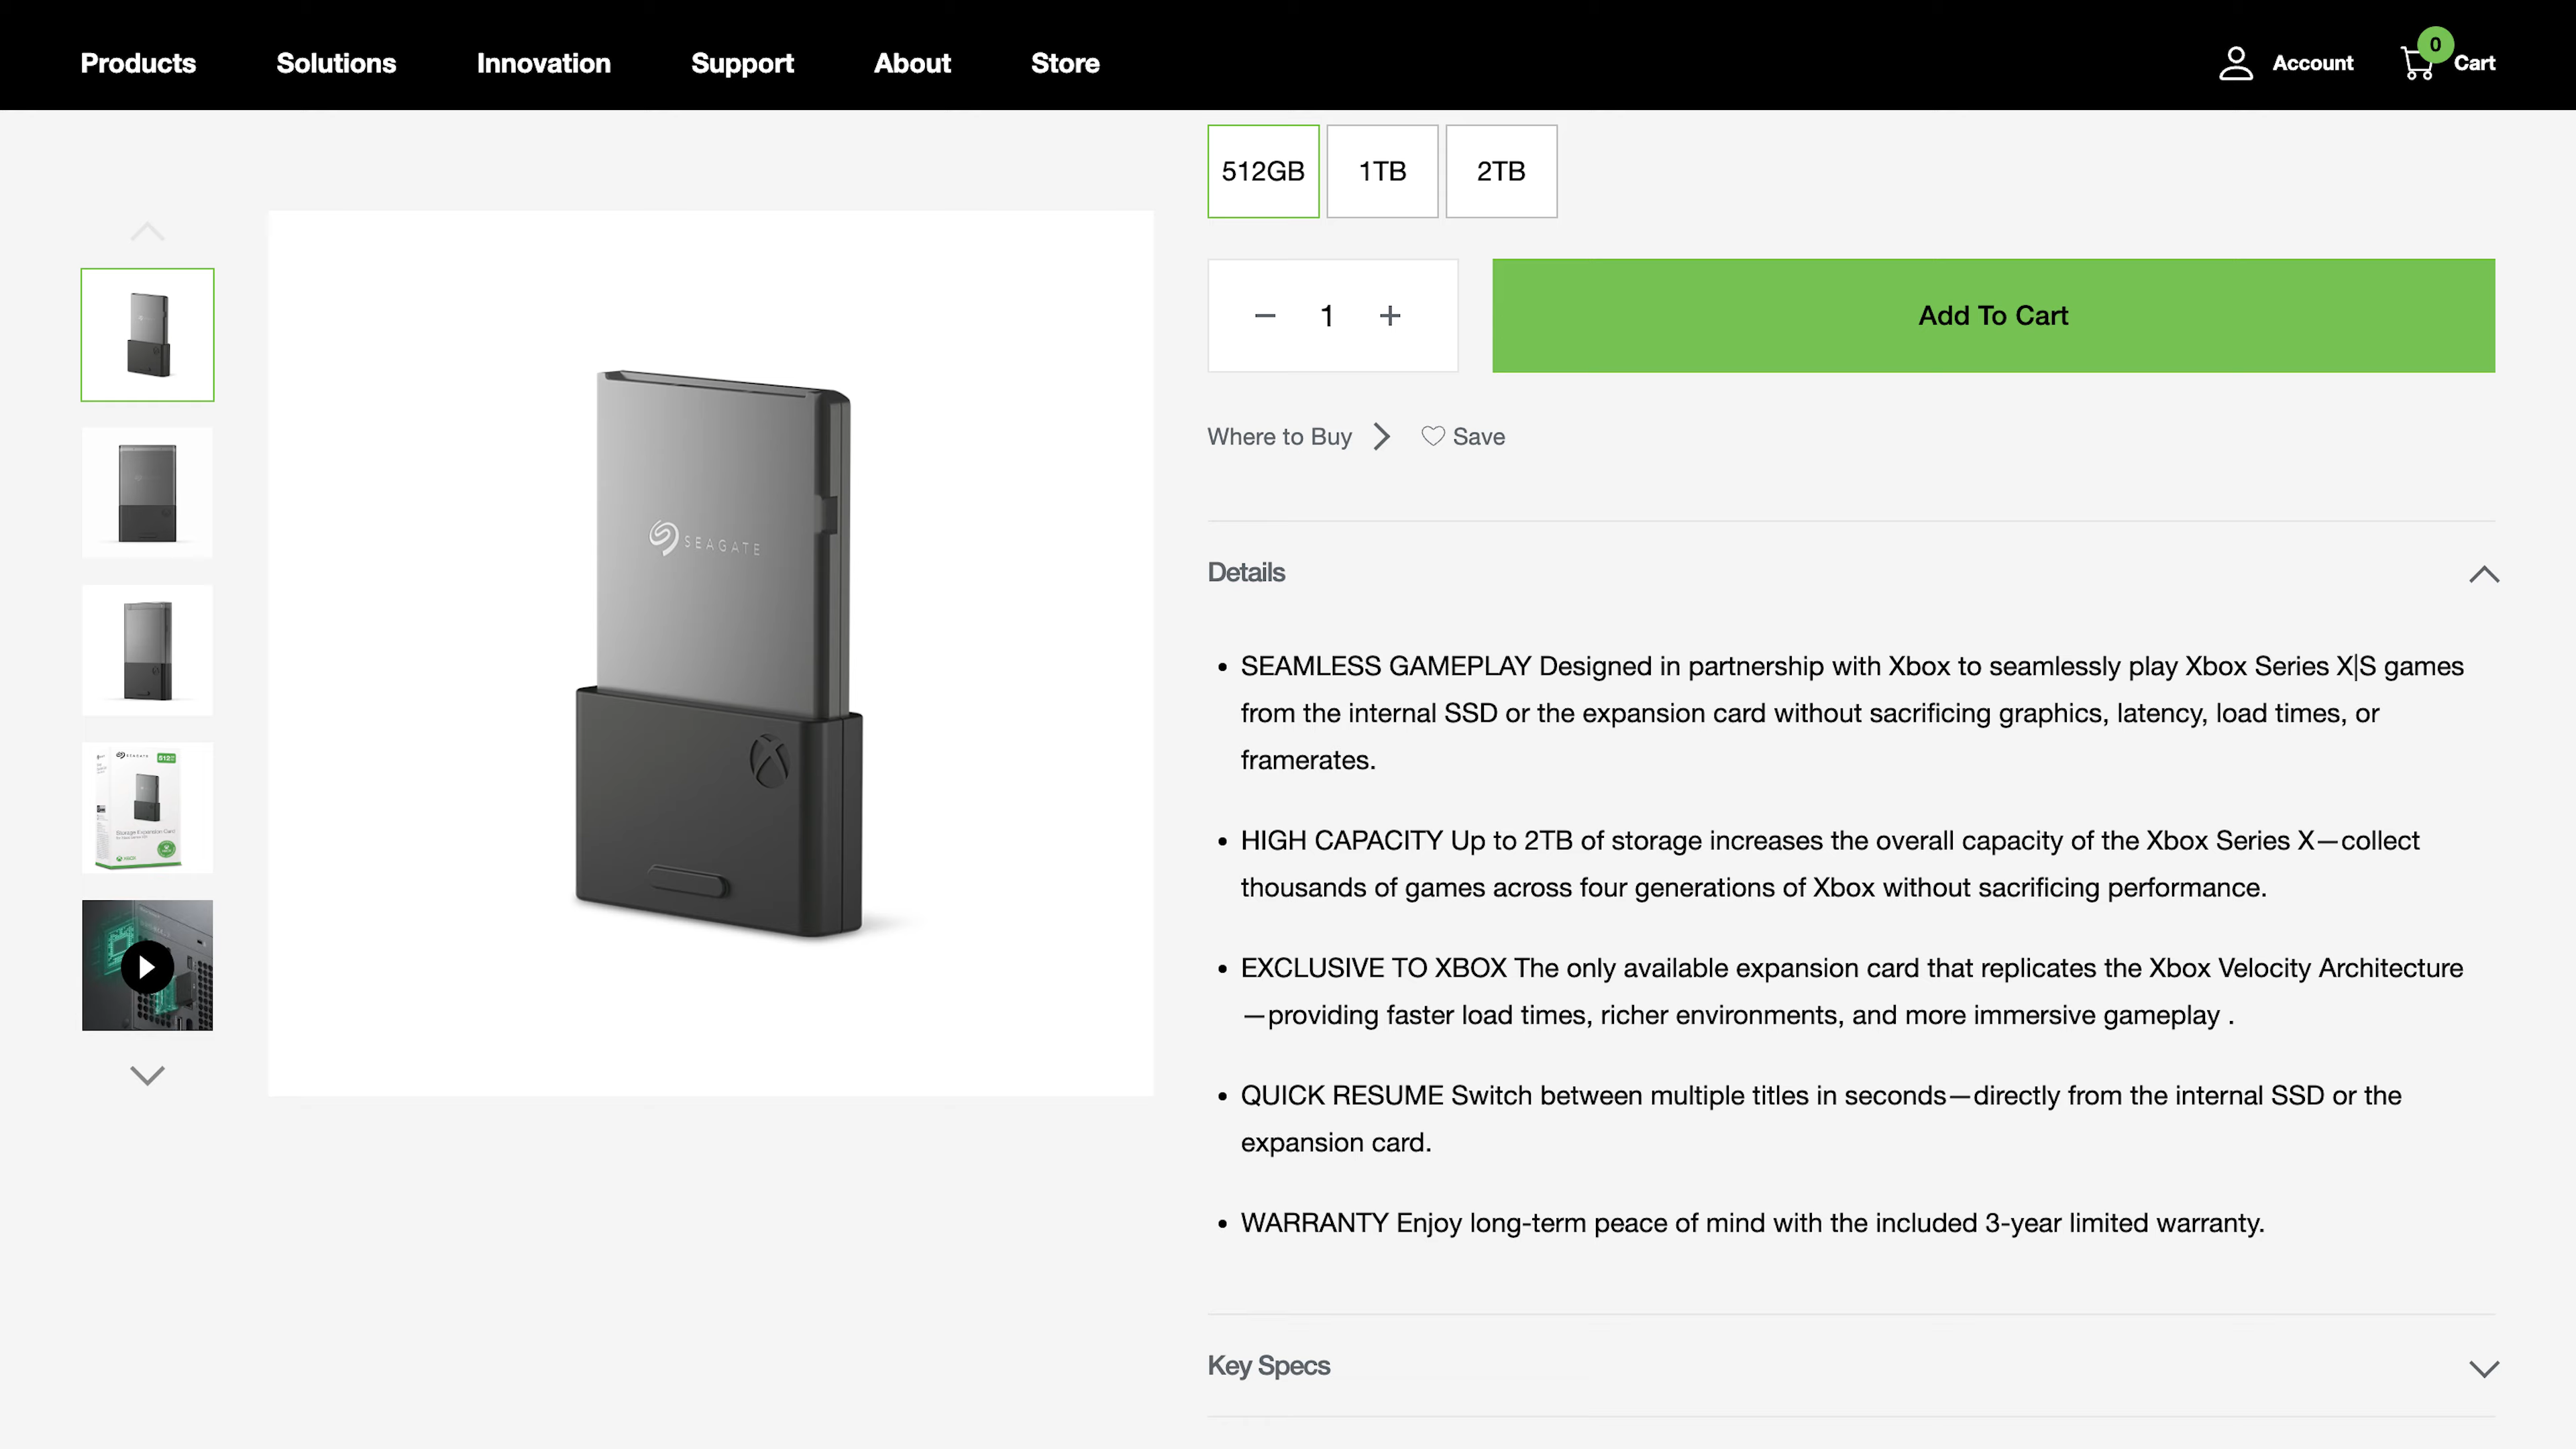 Products Solutions Innovation Support About Store Account 0 Cart
512GB 1TB 2TB
1 Add To Cart
Where to Buy Save
SEAGATE
SEAGATE 512
Storage Expansion Card
XBOX
Details
• SEAMLESS GAMEPLAY Designed in partnership with Xbox to seamlessly play Xbox Series X|S games
from the internal SSD or the expansion card without sacrificing graphics, latency, load times, or
framerates.
• HIGH CAPACITY Up to 2TB of storage increases the overall capacity of the Xbox Series X—collect
thousands of games across four generations of Xbox without sacrificing performance.
• EXCLUSIVE TO XBOX The only available expansion card that replicates the Xbox Velocity Architecture
—providing faster load times, richer environments, and more immersive gameplay .
• QUICK RESUME Switch between multiple titles in seconds—directly from the internal SSD or the
expansion card.
• WARRANTY Enjoy long-term peace of mind with the included 3-year limited warranty.
Key Specs